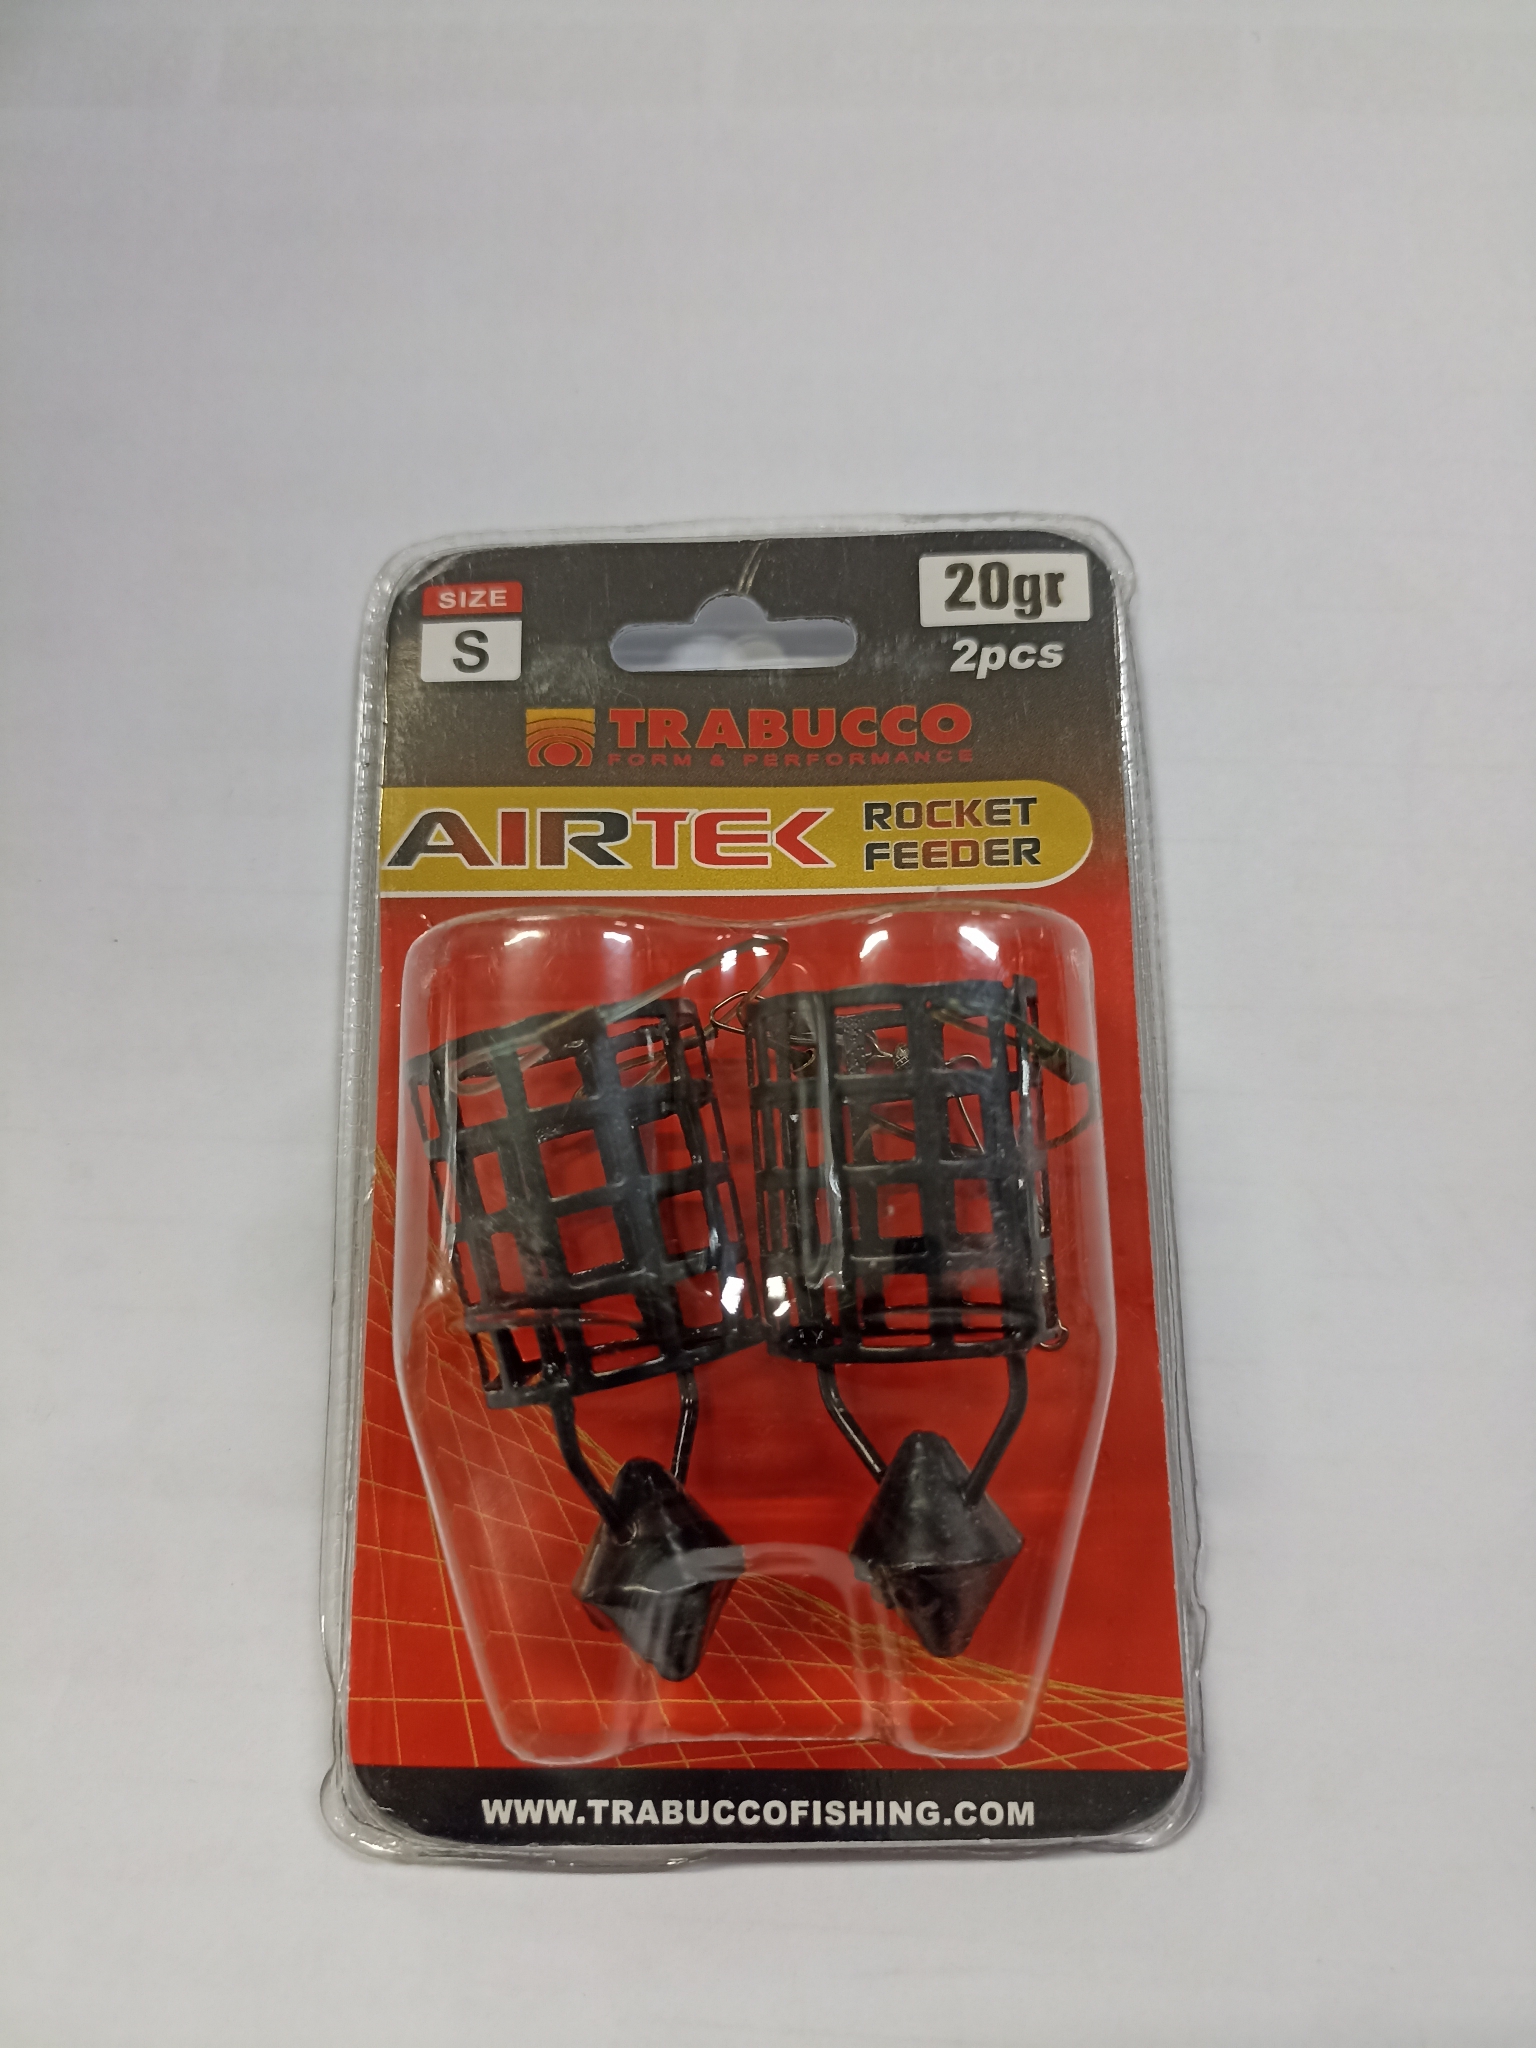 SIZE
S
20gr
2pcs
TRABUCCO
FORM & PERFORMANCE
AIRTEK
ROCKET
FEEDER
WWW.TRABUCCOFISHING.COM